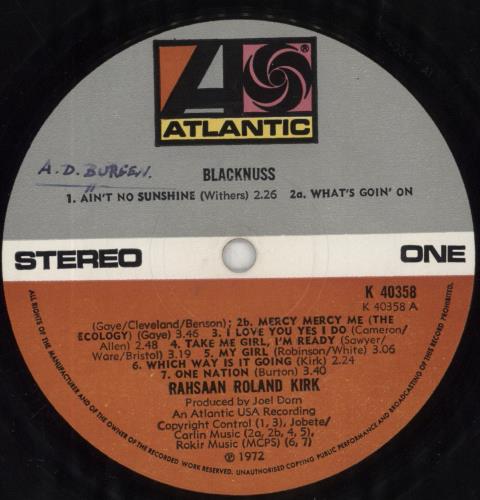 ATLANTIC
A.D. BURGEN.
BLACKNUSS
1. AIN'T NO SUNSHINE (Withers) 2.26 2a. WHAT'S GOIN' ON
STEREO ONE
K 40358
K 40358 A
(Gaye/Cleveland/Benson); 2b. MERCY MERCY ME (THE
ECOLOGY) (Gaye) 3.46 3. I LOVE YOU YES I DO (Cameron/
Allen) 2.48 4. TAKE ME GIRL, I'M READY (Sawyer/
Ware/Bristol) 3.19 5. MY GIRL (Robinson/White) 3.06
6. WHICH WAY IS IT GOING (Kirk) 2.24
7. ONE NATION (Burton) 3.40
RAHSAAN ROLAND KIRK
Produced by Joel Dorn
An Atlantic USA Recording
Copyright Control (1, 3), Jobete/
Carlin Music (2a, 2b, 4, 5),
Rokir Music (MCPS) (6, 7)
℗ 1972
ALL RIGHTS OF THE MANUFACTURER AND OF THE OWNER OF THE RECORDED WORK RESERVED. UNAUTHORISED COPYING PUBLIC PERFORMANCE AND BROADCASTING OF THIS RECORD PROHIBITED.